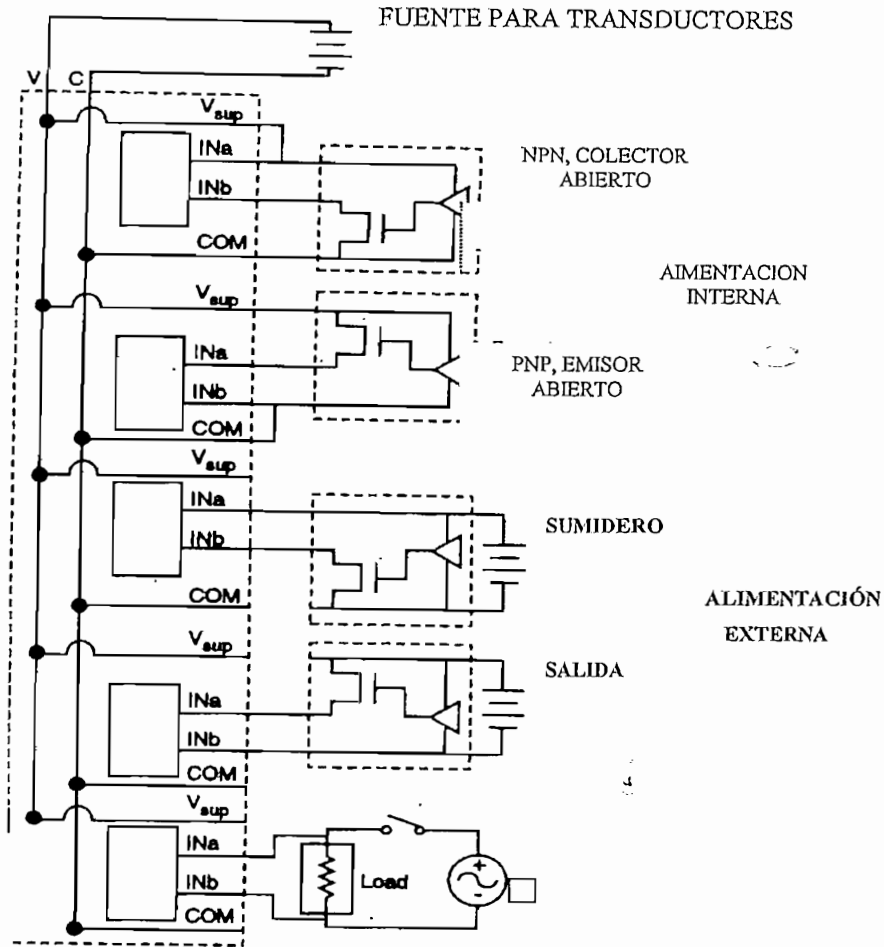 FUENTE PARA TRANSDUCTORES
V C
Vsup
INa
INb
COM
NPN, COLECTOR
ABIERTO
AIMENTACION
INTERNA
Vsup
INa
INb
COM
PNP, EMISOR
ABIERTO
Vsup
INa
INb
COM
SUMIDERO
ALIMENTACIÓN
EXTERNA
Vsup
INa
INb
COM
SALIDA
Vsup
INa
INb
COM
Load
+
-